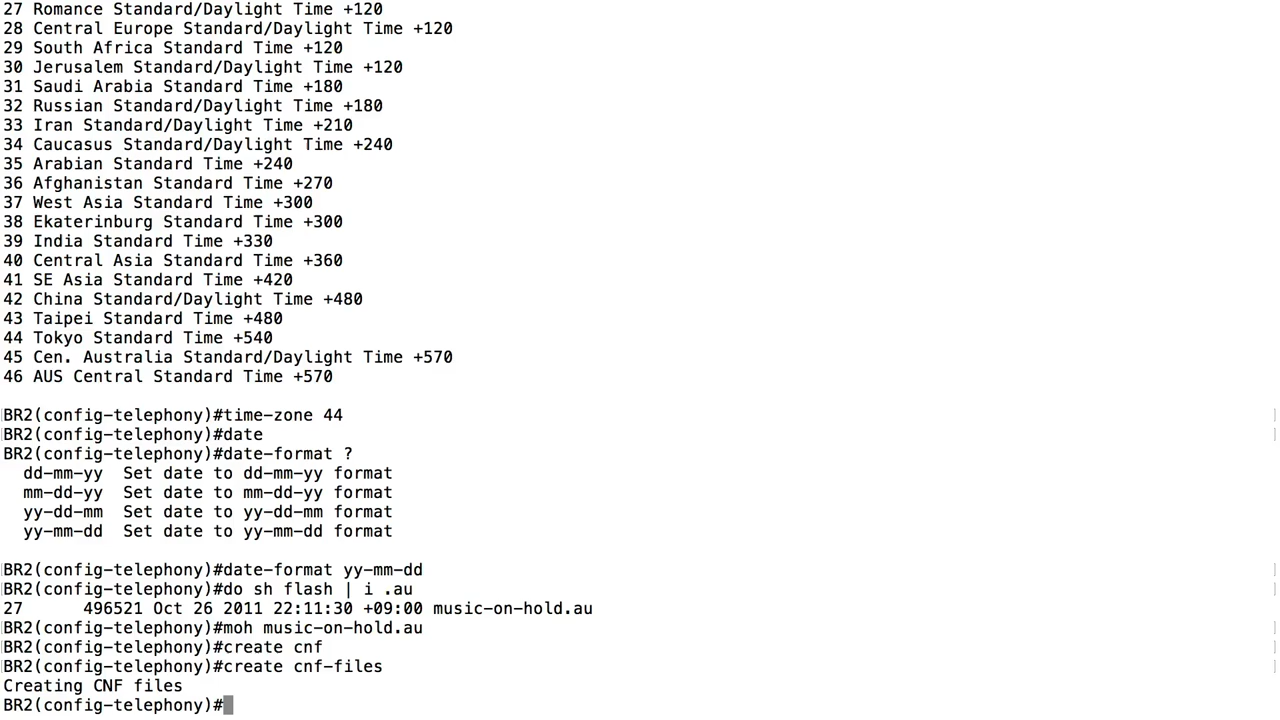 27 Romance Standard/Daylight Time +120
28 Central Europe Standard/Daylight Time +120
29 South Africa Standard Time +120
30 Jerusalem Standard/Daylight Time +120
31 Saudi Arabia Standard Time +180
32 Russian Standard/Daylight Time +180
33 Iran Standard/Daylight Time +210
34 Caucasus Standard/Daylight Time +240
35 Arabian Standard Time +240
36 Afghanistan Standard Time +270
37 West Asia Standard Time +300
38 Ekaterinburg Standard Time +300
39 India Standard Time +330
40 Central Asia Standard Time +360
41 SE Asia Standard Time +420
42 China Standard/Daylight Time +480
43 Taipei Standard Time +480
44 Tokyo Standard Time +540
45 Cen. Australia Standard/Daylight Time +570
46 AUS Central Standard Time +570
BR2(config-telephony)#time-zone 44
BR2(config-telephony)#date
BR2(config-telephony)#date-format ?
dd-mm-yy  Set date to dd-mm-yy format
mm-dd-yy  Set date to mm-dd-yy format
yy-dd-mm  Set date to yy-dd-mm format
yy-mm-dd  Set date to yy-mm-dd format
BR2(config-telephony)#date-format yy-mm-dd
BR2(config-telephony)#do sh flash | i .au
27      496521 Oct 26 2011 22:11:30 +09:00 music-on-hold.au
BR2(config-telephony)#moh music-on-hold.au
BR2(config-telephony)#create cnf
BR2(config-telephony)#create cnf-files
Creating CNF files
BR2(config-telephony)#